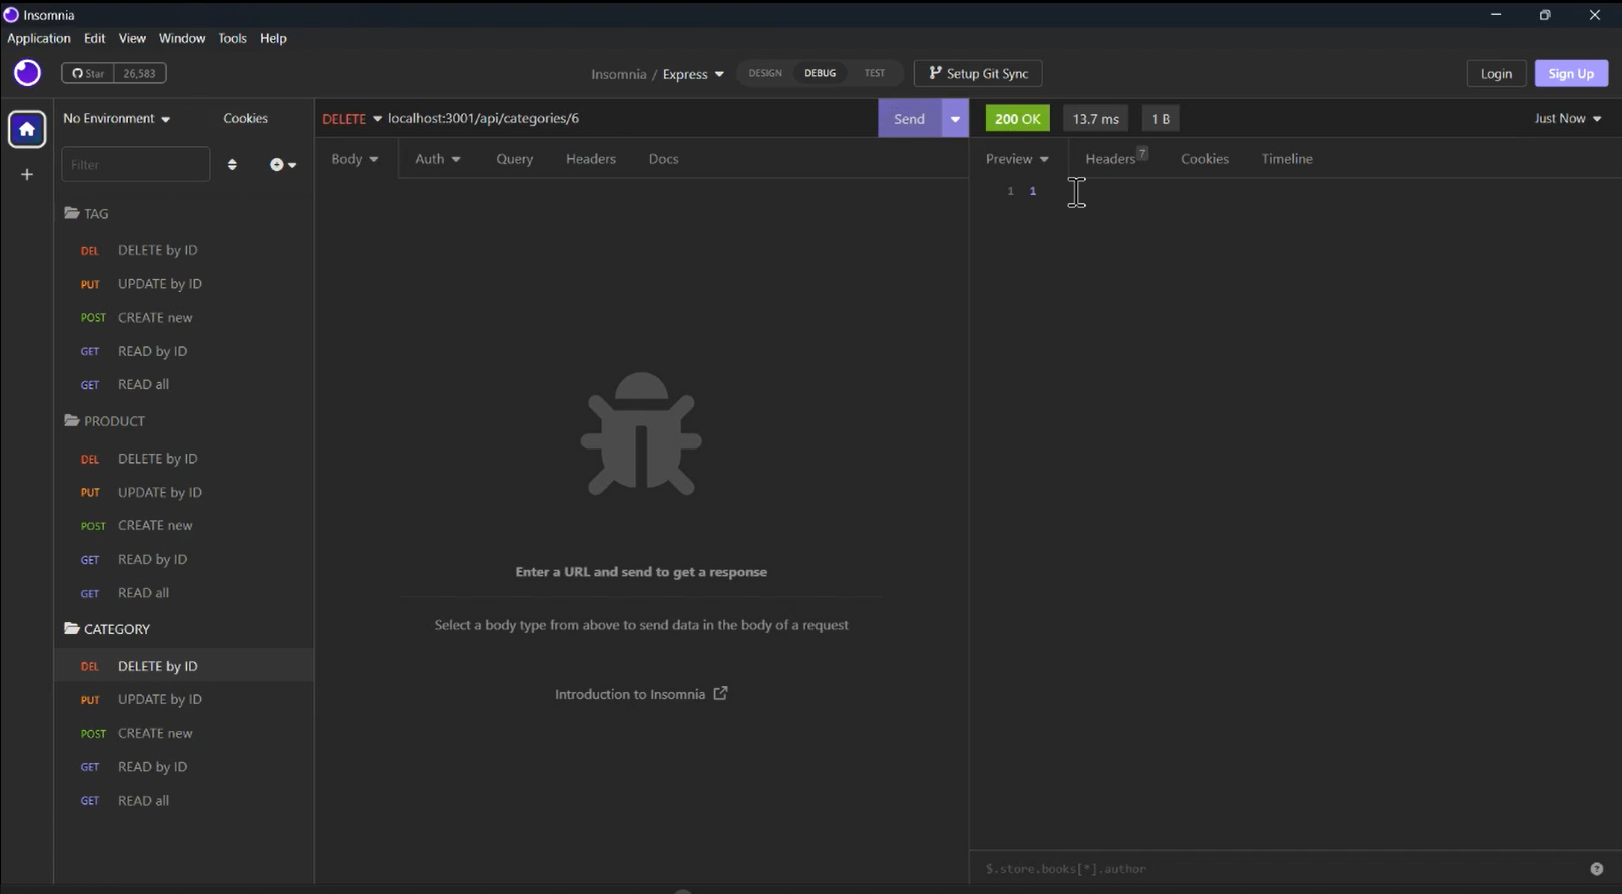 Insomnia
Application Edit View Window Tools Help
Star 26,583
Insomnia / Express
DESIGN DEBUG TEST
Setup Git Sync
Login Sign Up
No Environment Cookies
DELETE localhost:3001/api/categories/6 Send
200 OK 13.7 ms 1 B Just Now
Filter
Body Auth Query Headers Docs
Preview Headers 7 Cookies Timeline
1 1
TAG
DEL DELETE by ID
PUT UPDATE by ID
POST CREATE new
GET READ by ID
GET READ all
PRODUCT
DEL DELETE by ID
PUT UPDATE by ID
POST CREATE new
GET READ by ID
GET READ all
CATEGORY
DEL DELETE by ID
PUT UPDATE by ID
POST CREATE new
GET READ by ID
GET READ all
Enter a URL and send to get a response
Select a body type from above to send data in the body of a request
Introduction to Insomnia
$.store.books[*].author